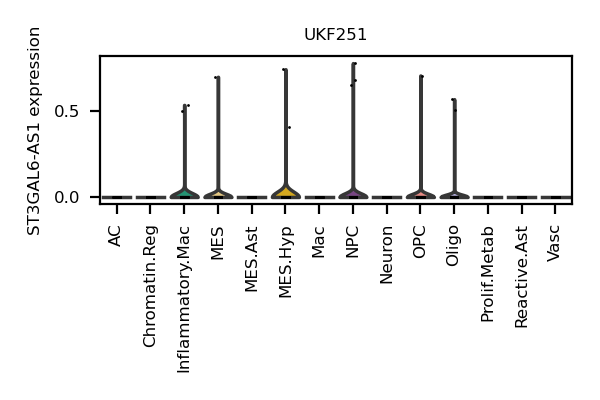 UKF251
ST3GAL6-AS1 expression
0.5
0.0
AC
Chromatin.Reg
Inflammatory.Mac
MES
MES.Ast
MES.Hyp
Mac
NPC
Neuron
OPC
Oligo
Prolif.Metab
Reactive.Ast
Vasc